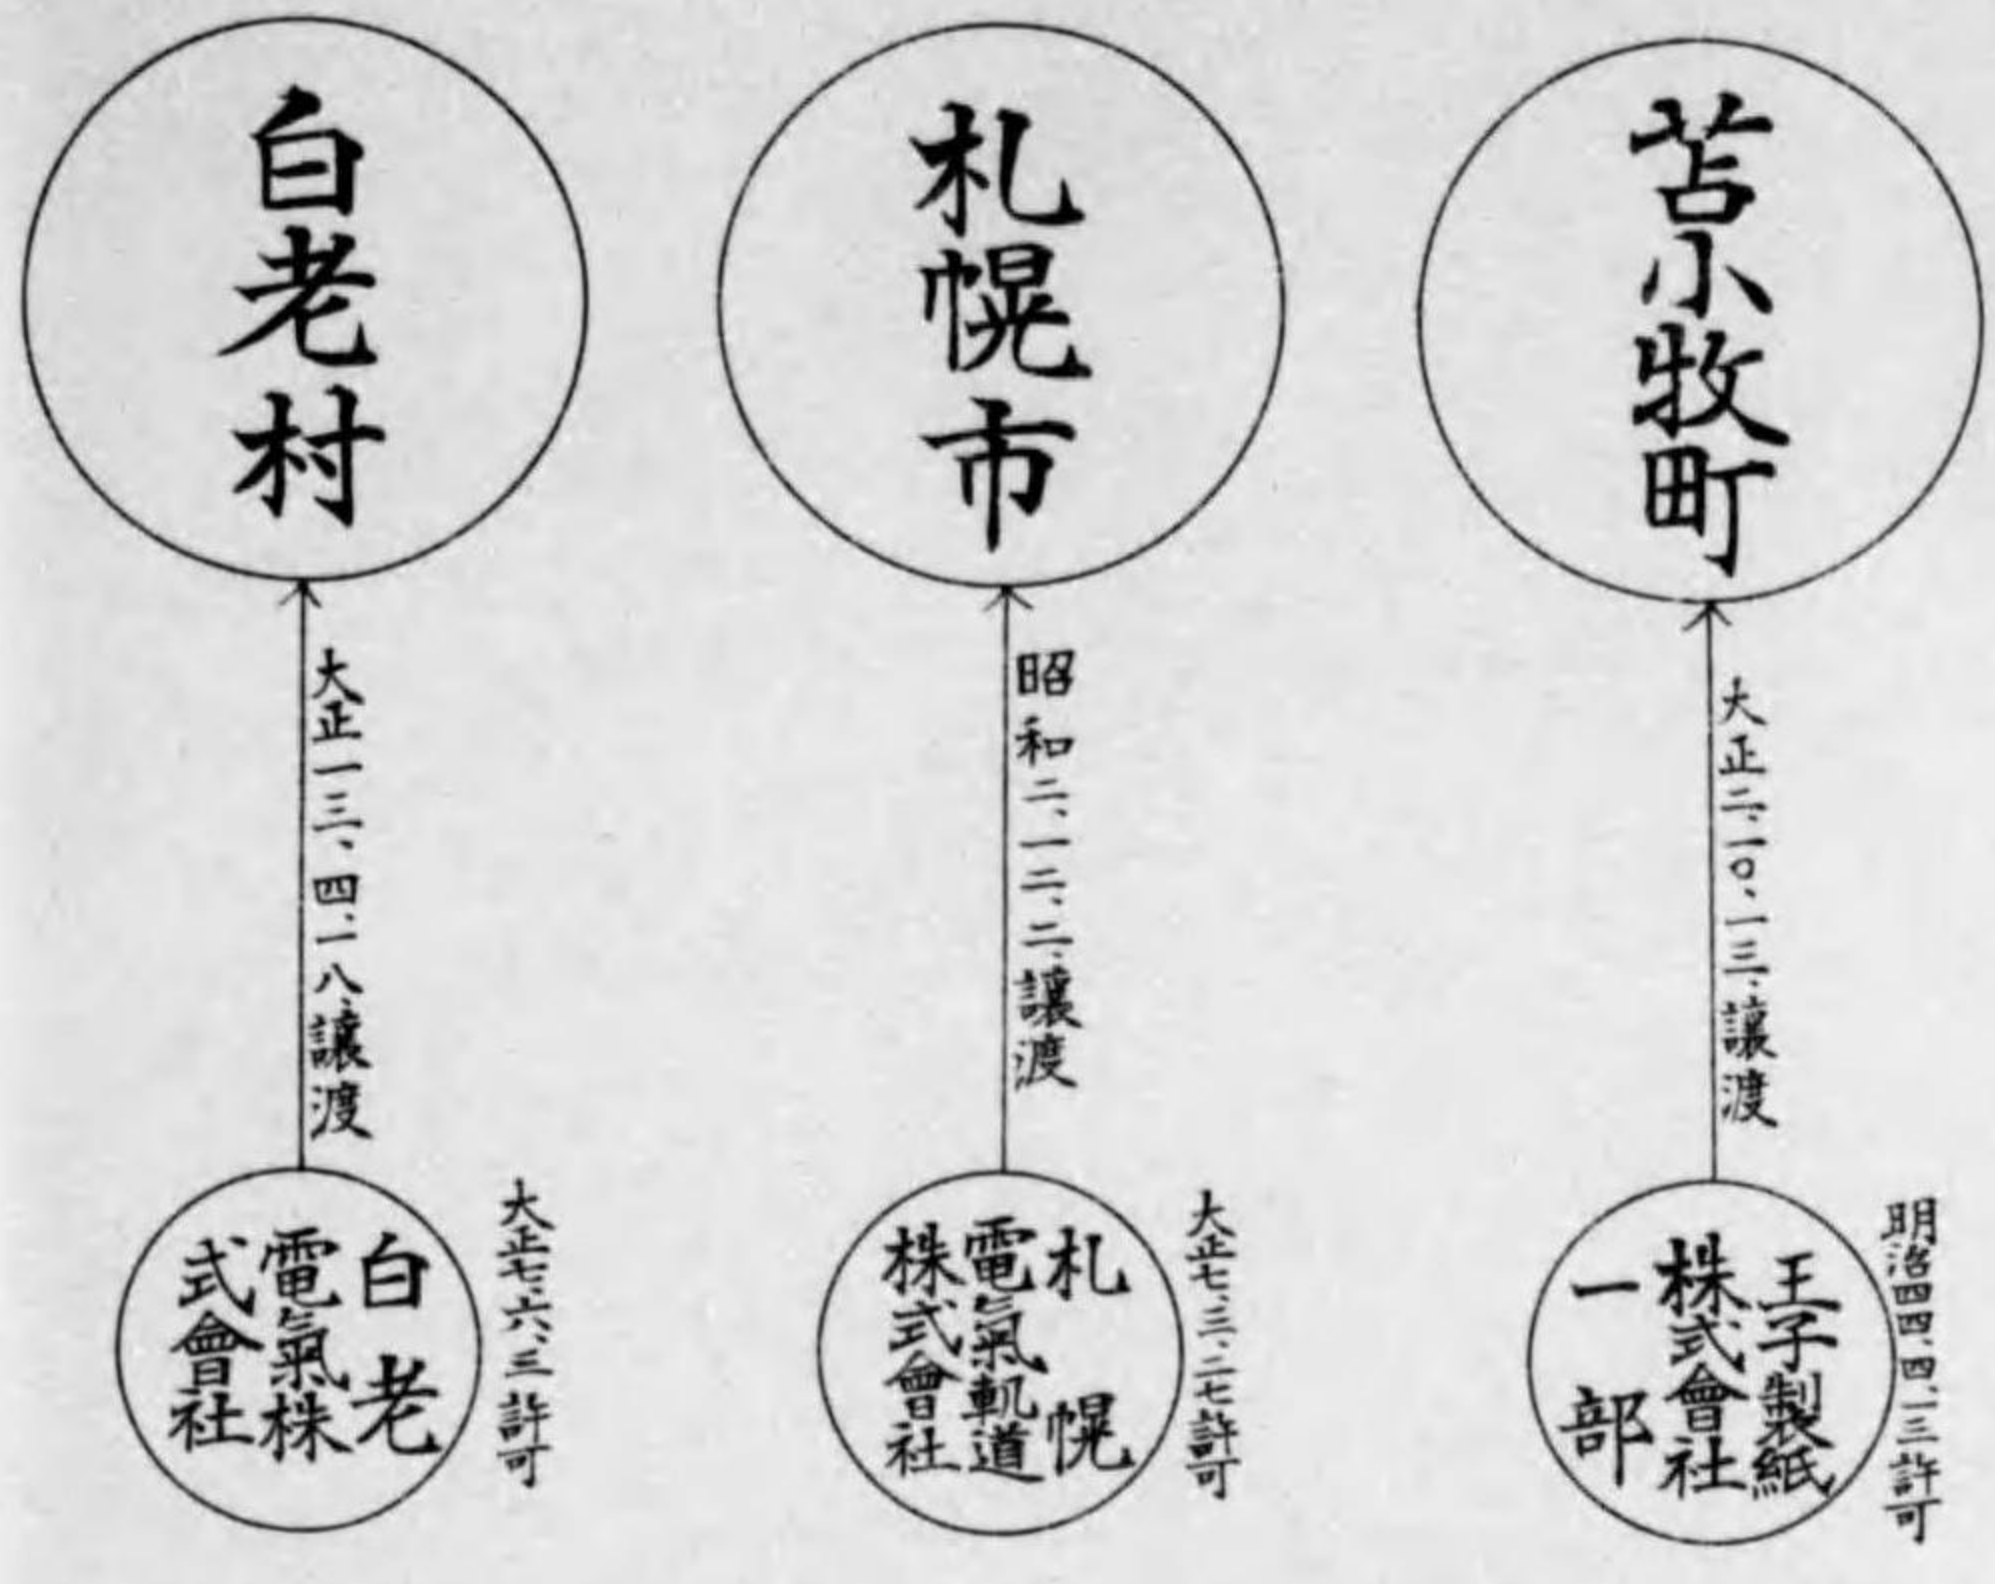 苫小牧町
大正二、一〇、一三、讓渡
明治四四、四、一三許可
王子製紙
株式會社
一部
札幌市
昭和二、一二、二、讓渡
大正七、三、二七許可
札幌
電氣軌道
株式會社
白老村
大正一三、四、一八、讓渡
大正七、六、三許可
白老
電氣株
式會社